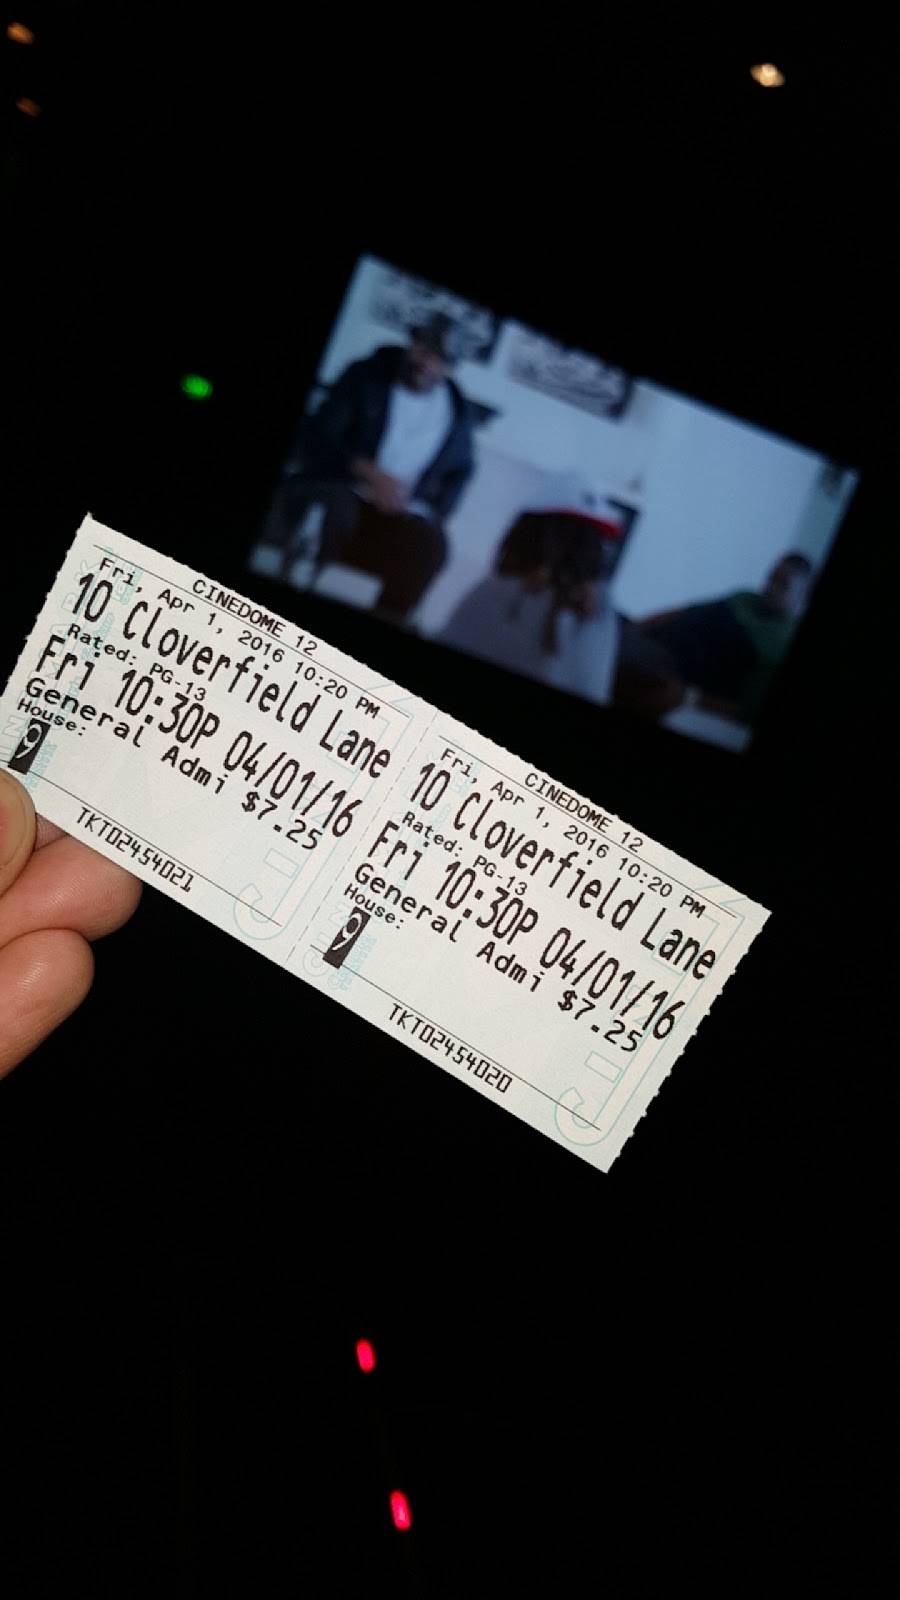 CINEDOME 12
Fri, Apr 1, 2016 10:20 PM
10 Cloverfield Lane
Rated: PG-13
Fri 10:30P 04/01/16
General Admi $7.25
House:
9
TKT02454021
CINEDOME 12
Fri, Apr 1, 2016 10:20 PM
10 Cloverfield Lane
Rated: PG-13
Fri 10:30P 04/01/16
General Admi $7.25
House:
9
TKT02454020